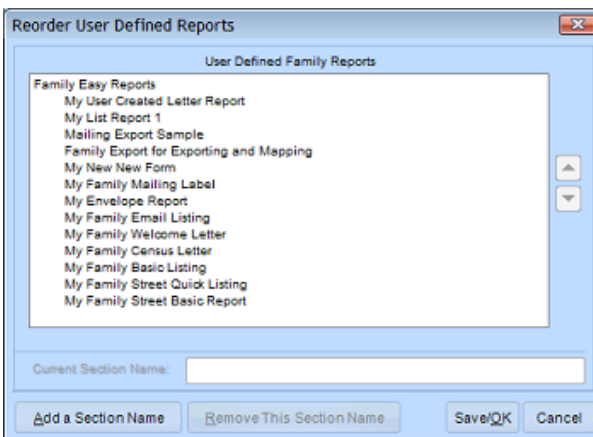 Reorder User Defined Reports
User Defined Family Reports
Family Easy Reports
My User Created Letter Report
My List Report 1
Mailing Export Sample
Family Export for Exporting and Mapping
My New New Form
My Family Mailing Label
My Envelope Report
My Family Email Listing
My Family Welcome Letter
My Family Census Letter
My Family Basic Listing
My Family Street Quick Listing
My Family Street Basic Report
Current Section Name:
Add a Section Name Remove This Section Name Save/OK Cancel